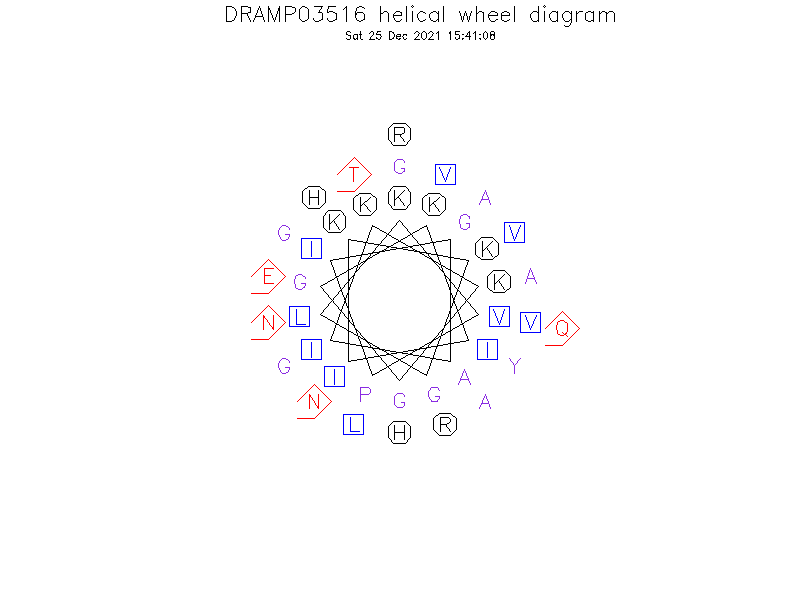 DRAMP03516 helical wheel diagram
Sat 25 Dec 2021 15:41:08
R
T G V
H K K K A
K G
G I K V
E G K A
N L V V Q
G I I Y
I A
N P G G A
L H R